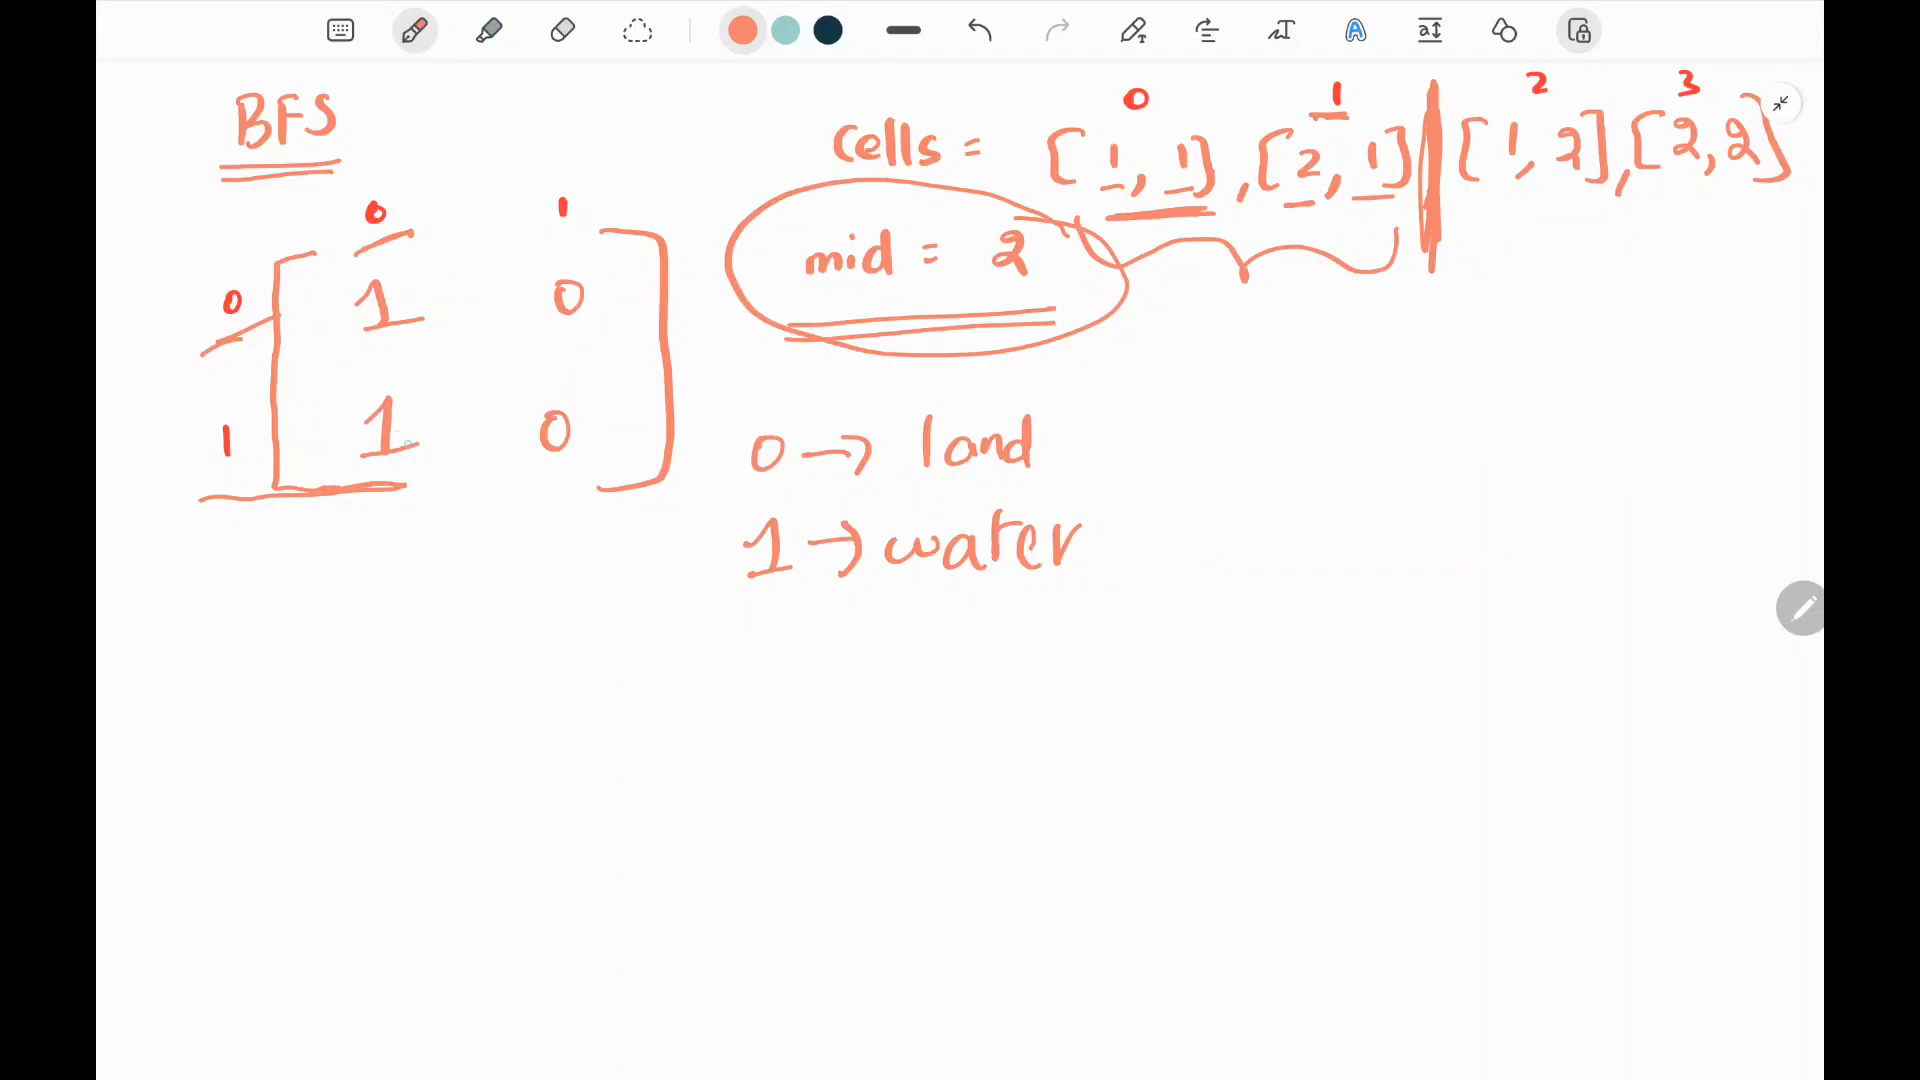 BFS
cells = [1, 1], [2, 1] [1, 2], [2, 2]
0 1 2 3
mid = 2
0 1
0 1 0
1 1 0
0 → land
1 → water